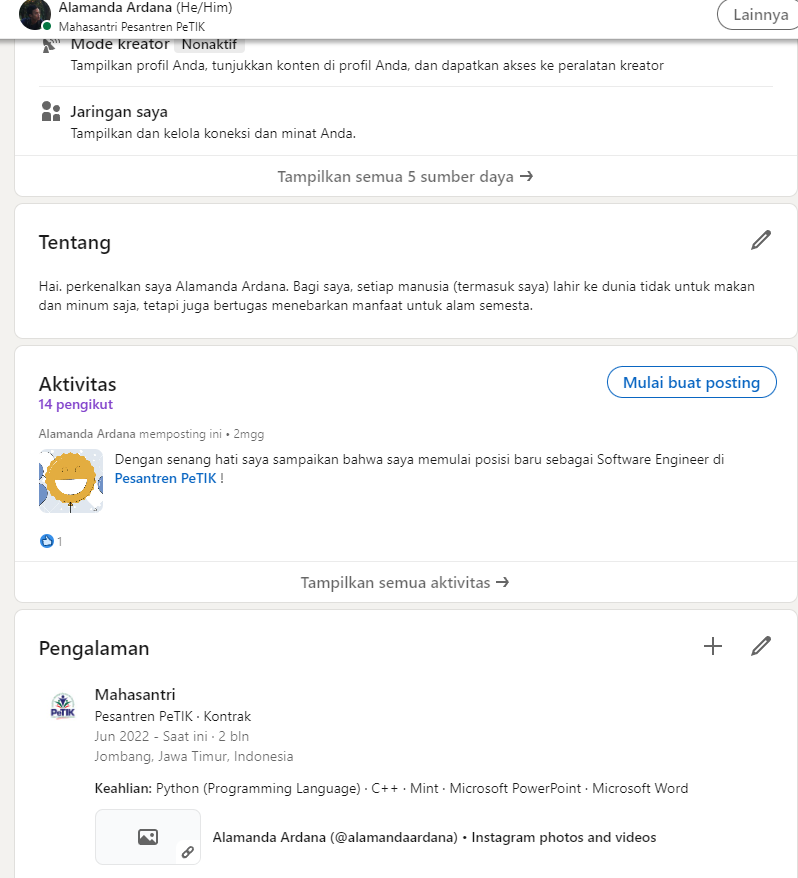 Alamanda Ardana (He/Him)
Mahasantri Pesantren PeTIK
Lainnya
Mode kreator Nonaktif
Tampilkan profil Anda, tunjukkan konten di profil Anda, dan dapatkan akses ke peralatan kreator
Jaringan saya
Tampilkan dan kelola koneksi dan minat Anda.
Tampilkan semua 5 sumber daya →
Tentang
Hai. perkenalkan saya Alamanda Ardana. Bagi saya, setiap manusia (termasuk saya) lahir ke dunia tidak untuk makan
dan minum saja, tetapi juga bertugas menebarkan manfaat untuk alam semesta.
Aktivitas
Mulai buat posting
14 pengikut
Alamanda Ardana memposting ini • 2mgg
Dengan senang hati saya sampaikan bahwa saya memulai posisi baru sebagai Software Engineer di
Pesantren PeTIK !
1
Tampilkan semua aktivitas →
Pengalaman
PeTIK
Mahasantri
Pesantren PeTIK · Kontrak
Jun 2022 - Saat ini · 2 bln
Jombang, Jawa Timur, Indonesia
Keahlian: Python (Programming Language) · C++ · Mint · Microsoft PowerPoint · Microsoft Word
Alamanda Ardana (@alamandaardana) • Instagram photos and videos